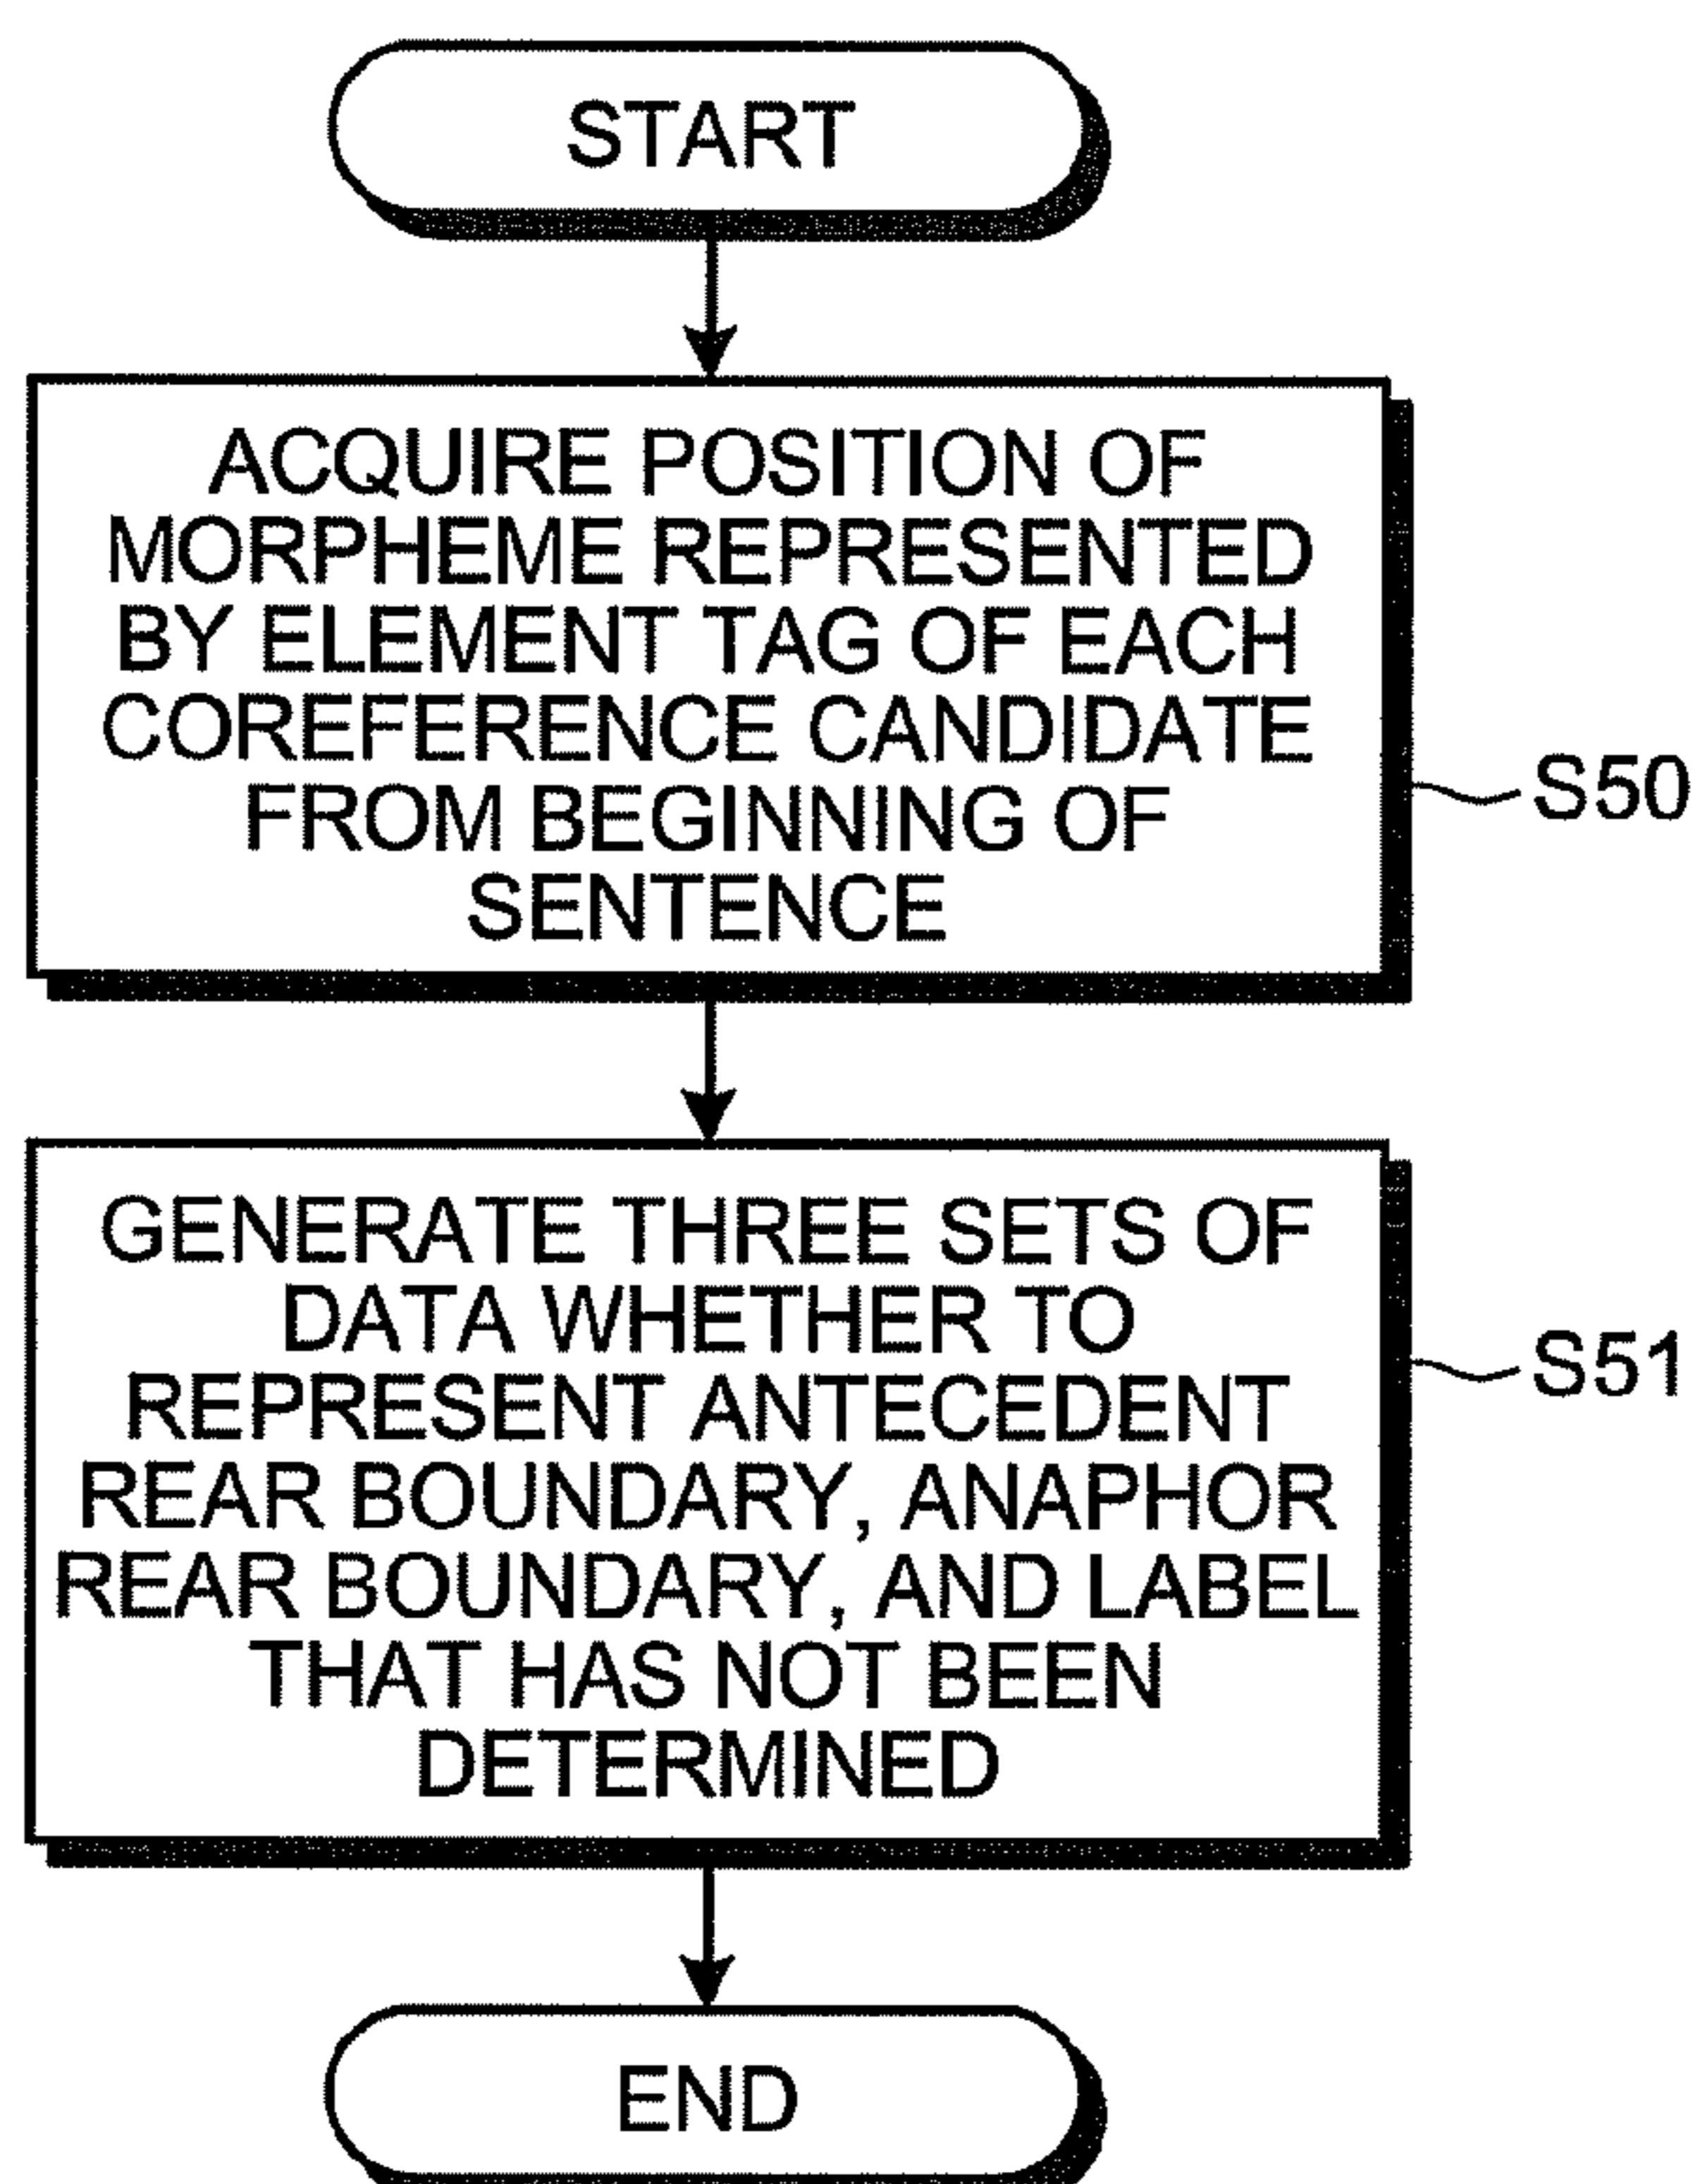 START
ACQUIRE POSITION OF
MORPHEME REPRESENTED
BY ELEMENT TAG OF EACH
COREFERENCE CANDIDATE
FROM BEGINNING OF
SENTENCE
S50
GENERATE THREE SETS OF
DATA WHETHER TO
REPRESENT ANTECEDENT
REAR BOUNDARY, ANAPHOR
REAR BOUNDARY, AND LABEL
THAT HAS NOT BEEN
DETERMINED
S51
END